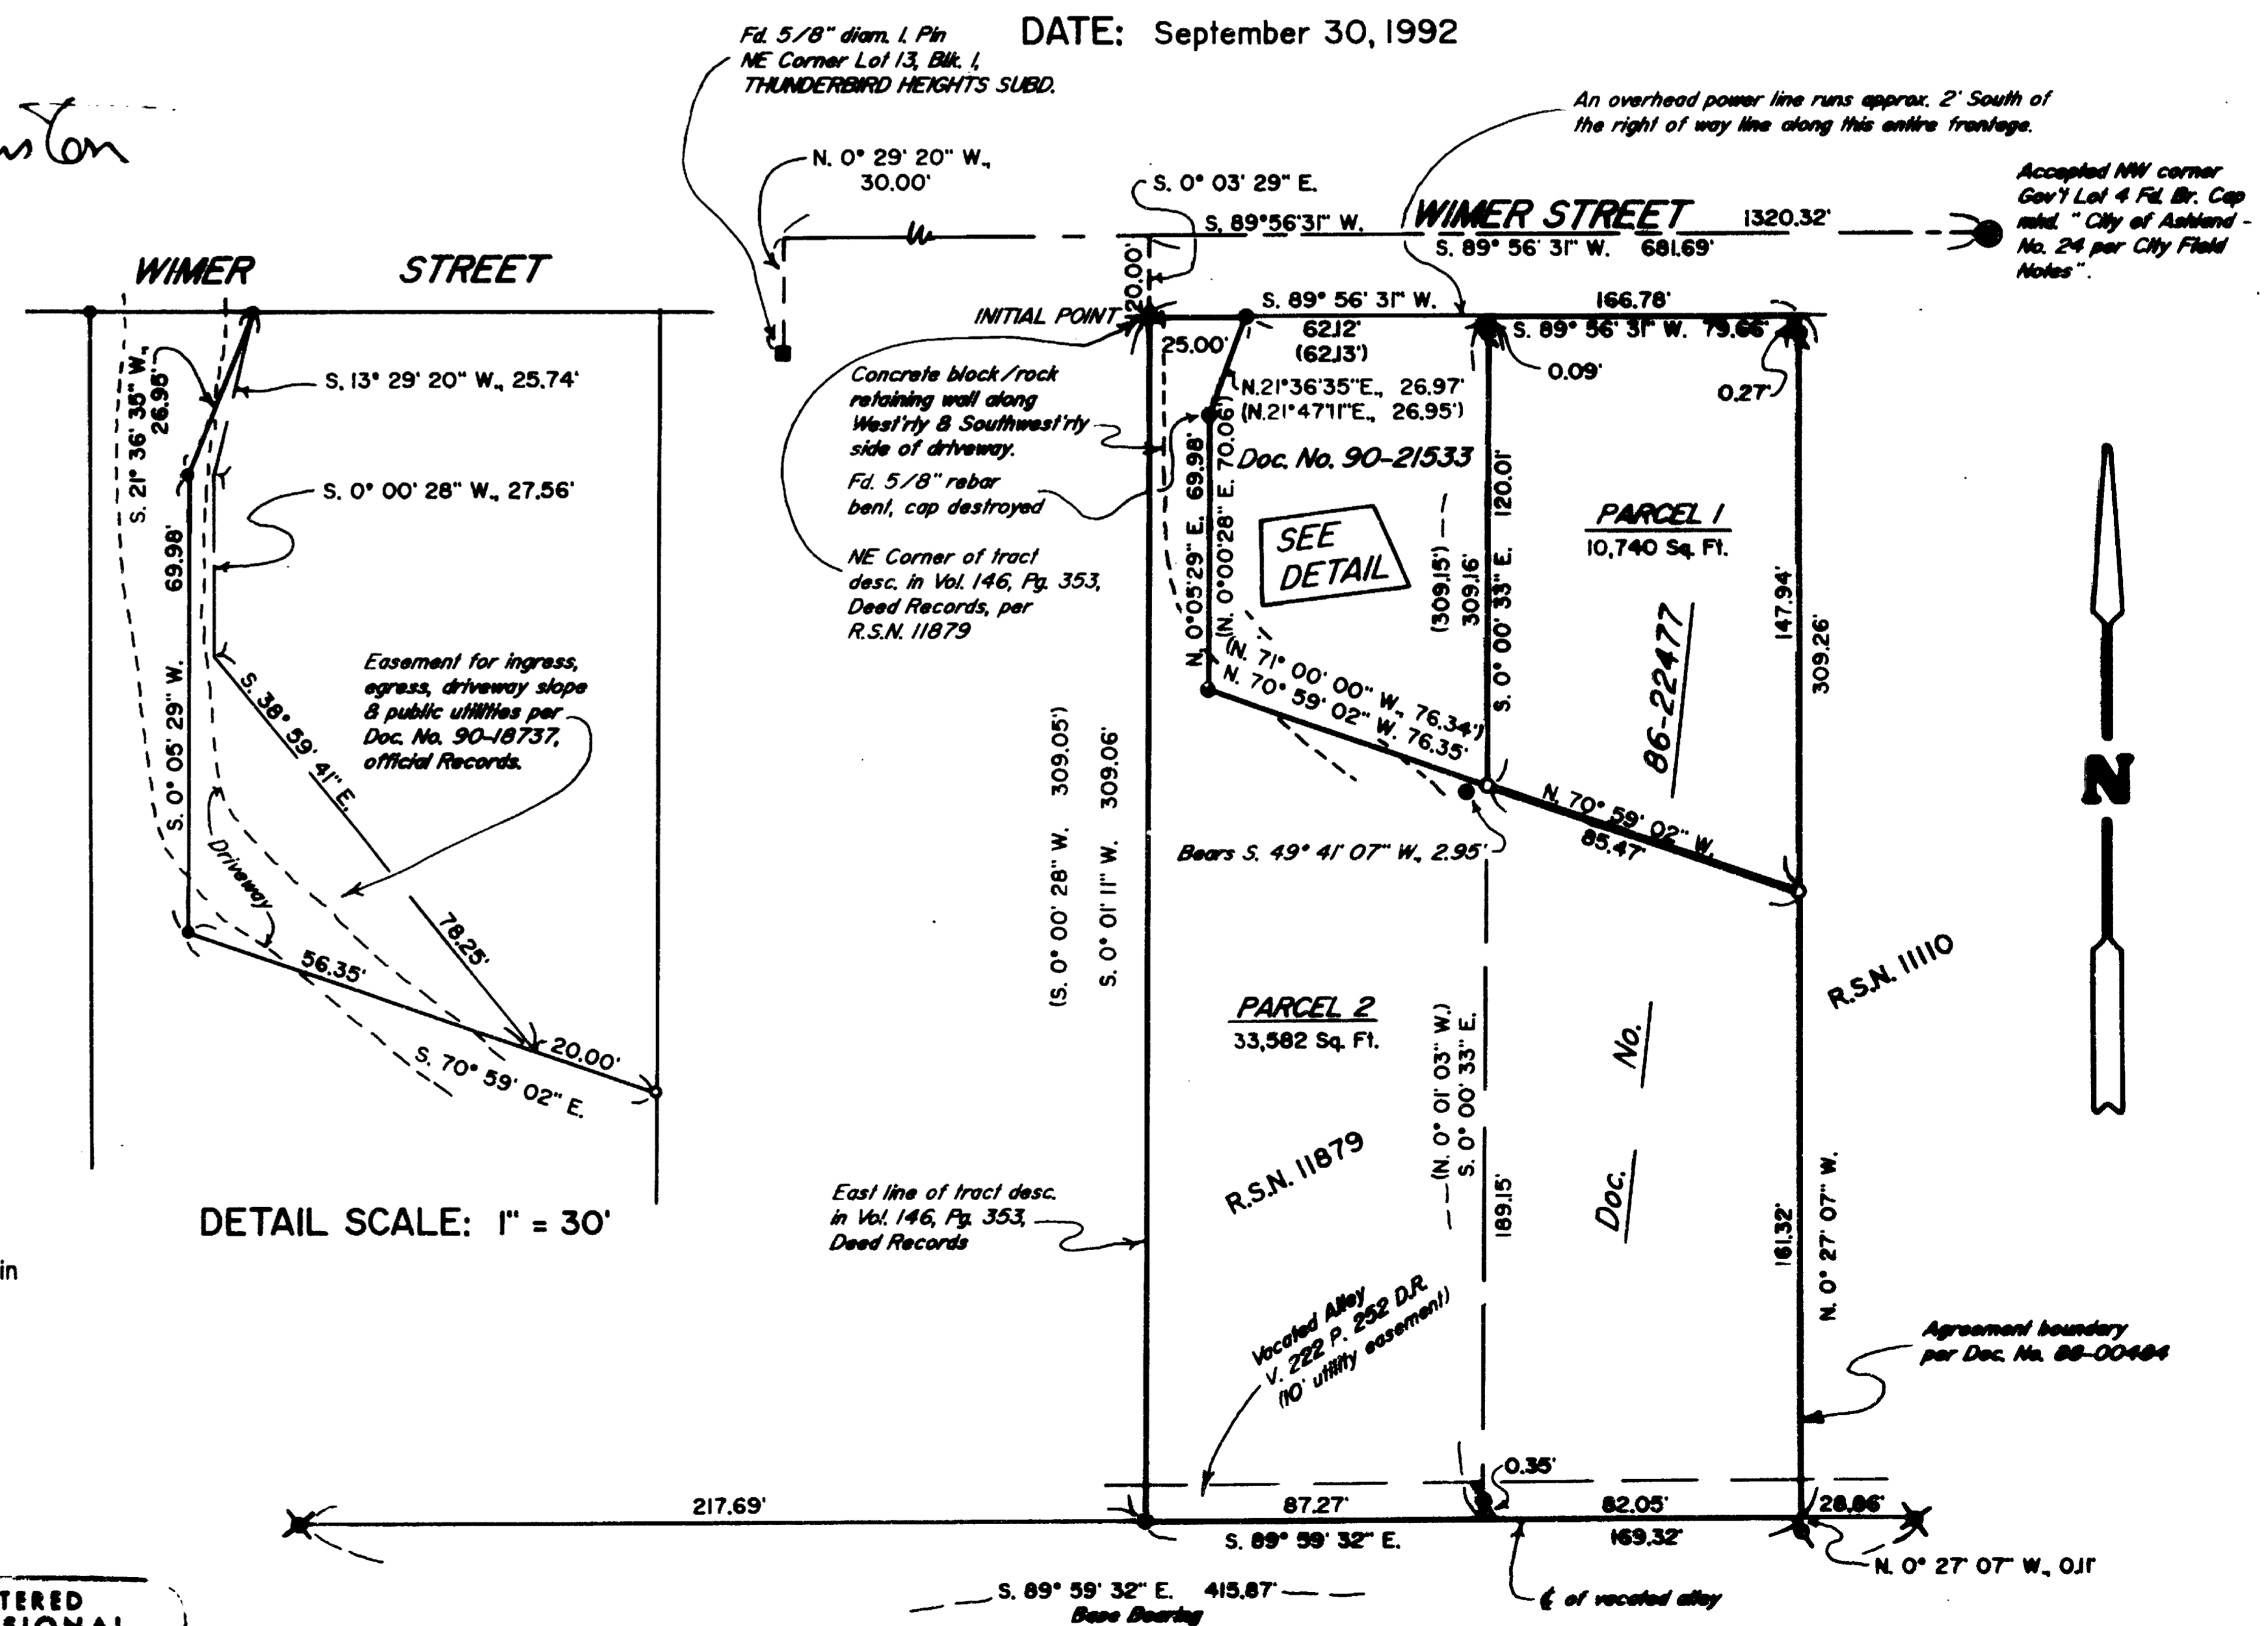 DATE: September 30, 1992
Fd. 5/8" diam. I. Pin
NE Corner Lot 13, Blk. 1,
THUNDERBIRD HEIGHTS SUBD.
An overhead power line runs approx. 2' South of
the right of way line along this entire frontage.
N. 0° 29' 20" W.,
30.00'
S. 0° 03' 29" E.
20.00'
S. 89° 56' 31" W.
WIMER STREET
1320.32'
S. 89° 56' 31" W. 681.69'
Accepted NW corner
Gov't Lot 4 Fd. Br. Cap
mkd. "City of Ashland -
No. 24 per City Field
Notes".
WIMER STREET
S. 21° 36' 35" W.,
26.95'
S. 13° 29' 20" W., 25.74'
S. 0° 00' 28" W., 27.56'
69.98'
S. 0° 05' 29" W.
S. 38° 59' 41" E.
78.25'
Easement for ingress,
egress, driveway slope
& public utilities per
Doc. No. 90-18737,
official Records.
Driveway
56.35'
20.00'
S. 70° 59' 02" E.
DETAIL SCALE: 1" = 30'
in
INITIAL POINT
S. 89° 56' 31" W.
166.78'
25.00'
62.12'
(62.13')
S. 89° 56' 31" W. 79.66'
0.09'
0.27'
Concrete block/rock
retaining wall along
West'rly & Southwest'rly
side of driveway.
Fd. 5/8" rebar
bent, cap destroyed
NE Corner of tract
desc. in Vol. 146, Pg. 353,
Deed Records, per
R.S.N. 11879
N.21°36'35"E., 26.97'
(N.21°47'11"E., 26.95')
Doc. No. 90-21533
N. 0°05'29" E. 69.98'
(N. 0°00'28" E. 70.06')
SEE
DETAIL
(309.15')
309.16'
S. 0° 00' 33" E. 120.01'
PARCEL 1
10,740 Sq. Ft.
147.94'
309.26'
86-22477
(N. 71° 00' 00" W., 76.34')
N. 70° 59' 02" W. 76.35'
N. 70° 59' 02" W.
85.47'
Bears S. 49° 41' 07" W., 2.95'
(S. 0° 00' 28" W. 309.05')
S. 0° 01' 11" W. 309.06'
PARCEL 2
33,582 Sq. Ft.
(N. 0° 01' 03" W.)
S. 0° 00' 33" E.
189.15'
Doc. No.
R.S.N. 11110
R.S.N. 11879
161.32'
N. 0° 27' 07" W.
East line of tract desc.
in Vol. 146, Pg. 353,
Deed Records
Vacated Alley
V. 222 P. 252 D.R.
(10' utility easement)
Agreement boundary
per Doc. No.
N
0.35'
217.69'
87.27'
82.05'
28.86'
S. 89° 59' 32" E.
169.32'
N. 0° 27' 07" W., 0.11'
S. 89° 59' 32" E. 415.87'
Base Bearing
℄ of vacated alley
TERED
SIONAL